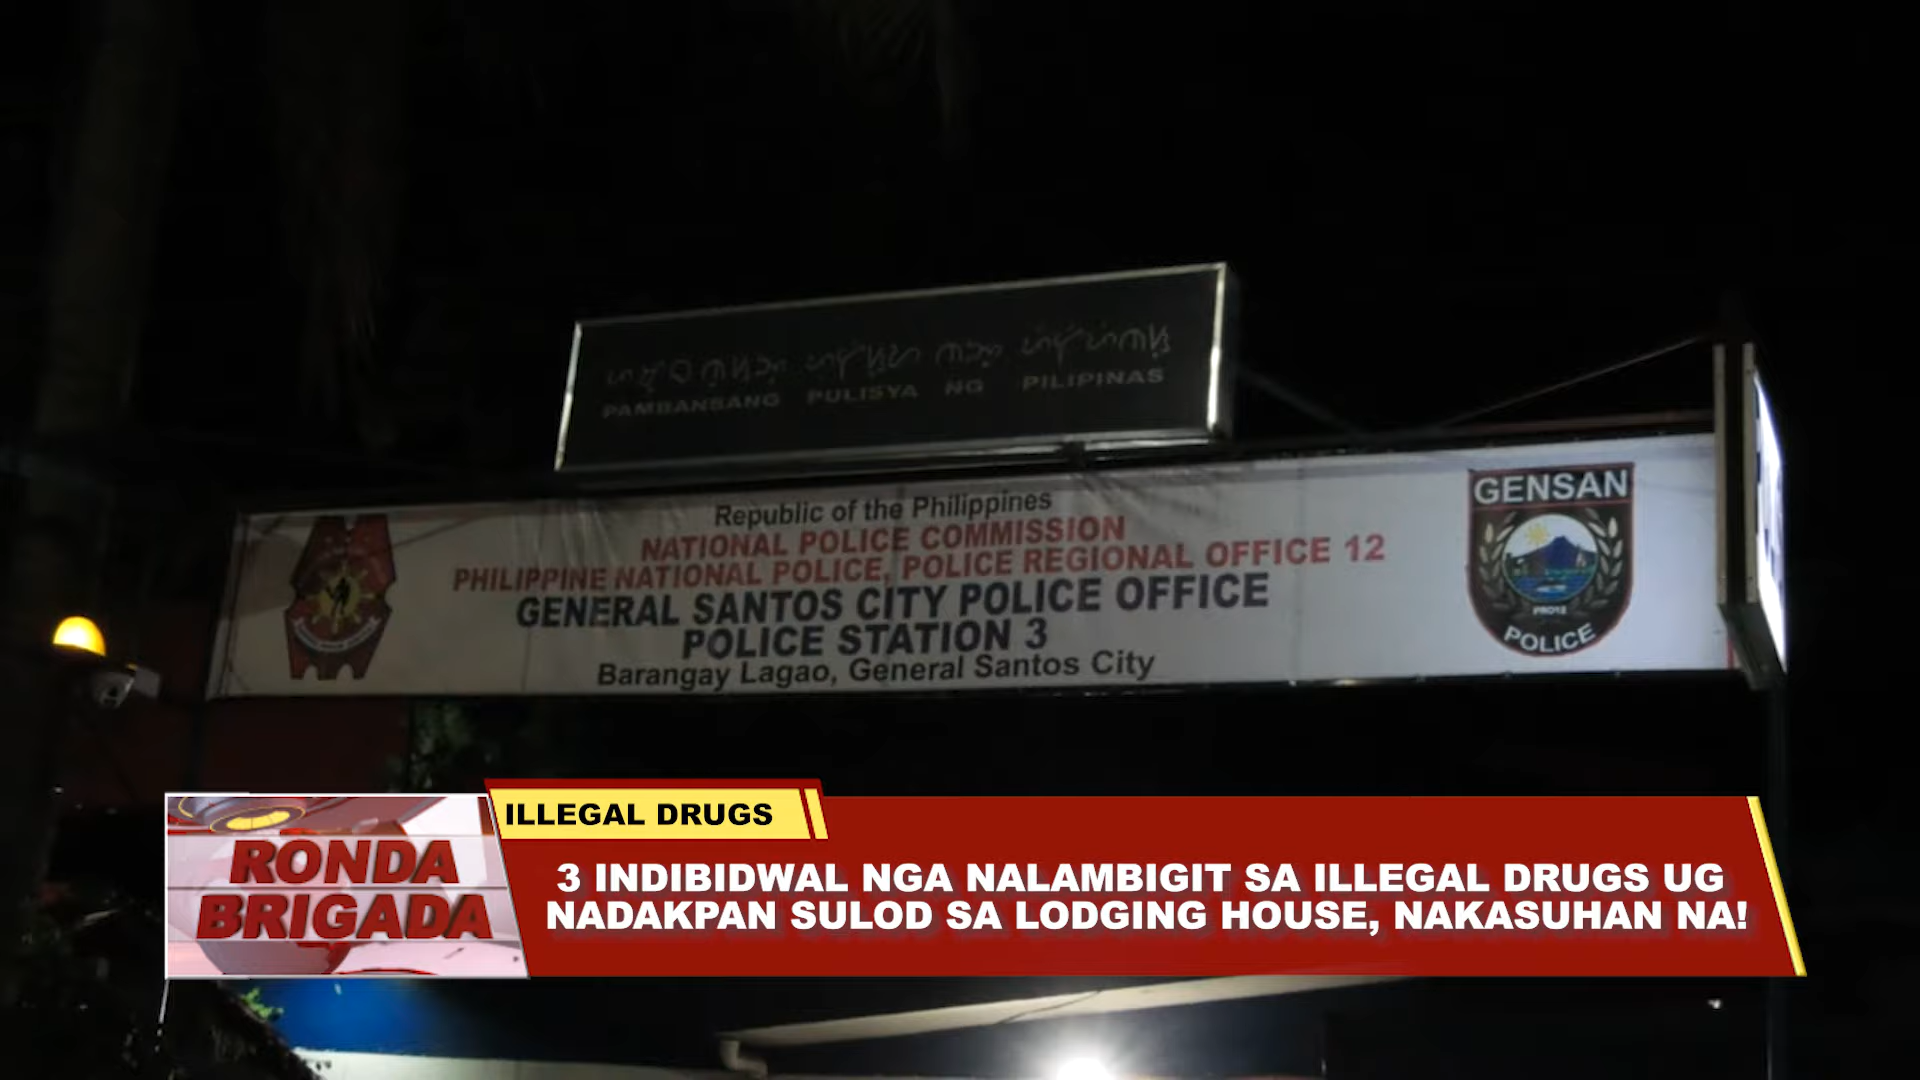 PAMBANSANG PULISYA NG PILIPINAS
Republic of the Philippines
NATIONAL POLICE COMMISSION
PHILIPPINE NATIONAL POLICE, POLICE REGIONAL OFFICE 12
GENERAL SANTOS CITY POLICE OFFICE
POLICE STATION 3
Barangay Lagao, General Santos City
GENSAN
PRO12
POLICE
ILLEGAL DRUGS
RONDA
BRIGADA
3 INDIBIDWAL NGA NALAMBIGIT SA ILLEGAL DRUGS UG
NADAKPAN SULOD SA LODGING HOUSE, NAKASUHAN NA!